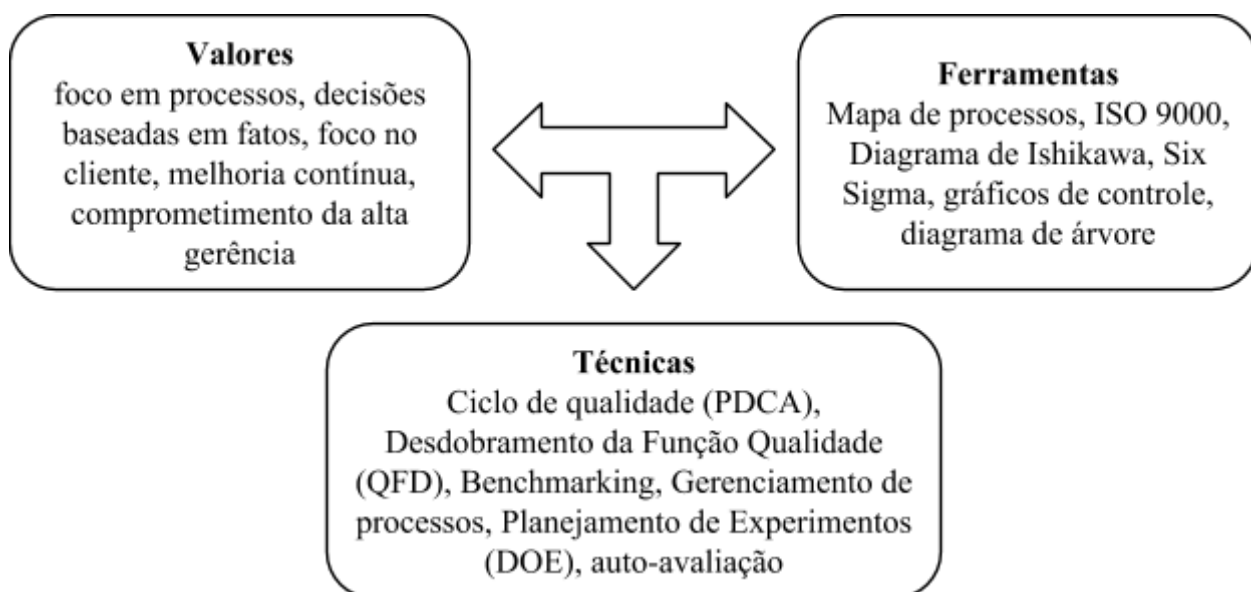 Valores
foco em processos, decisões
baseadas em fatos, foco no
cliente, melhoria contínua,
comprometimento da alta
gerência
Ferramentas
Mapa de processos, ISO 9000,
Diagrama de Ishikawa, Six
Sigma, gráficos de controle,
diagrama de árvore
Técnicas
Ciclo de qualidade (PDCA),
Desdobramento da Função Qualidade
(QFD), Benchmarking, Gerenciamento de
processos, Planejamento de Experimentos
(DOE), auto-avaliação